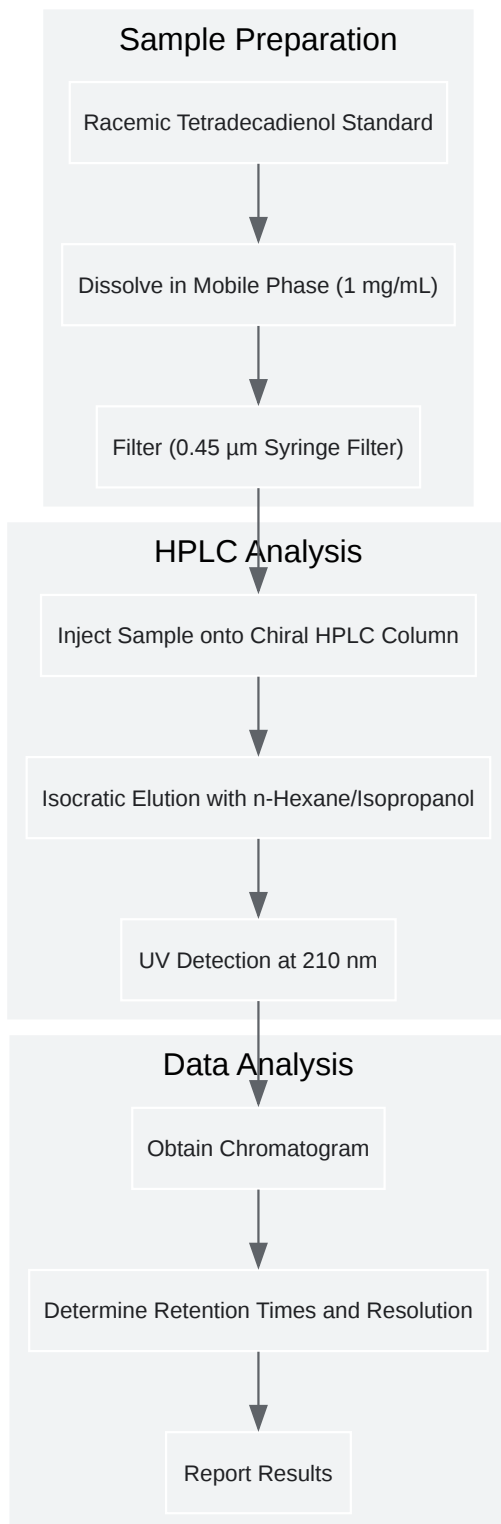 Sample Preparation
Racemic Tetradecadienol Standard
Dissolve in Mobile Phase (1 mg/mL)
Filter (0.45 µm Syringe Filter)
HPLC Analysis
Inject Sample onto Chiral HPLC Column
Isocratic Elution with n-Hexane/Isopropanol
UV Detection at 210 nm
Data Analysis
Obtain Chromatogram
Determine Retention Times and Resolution
Report Results